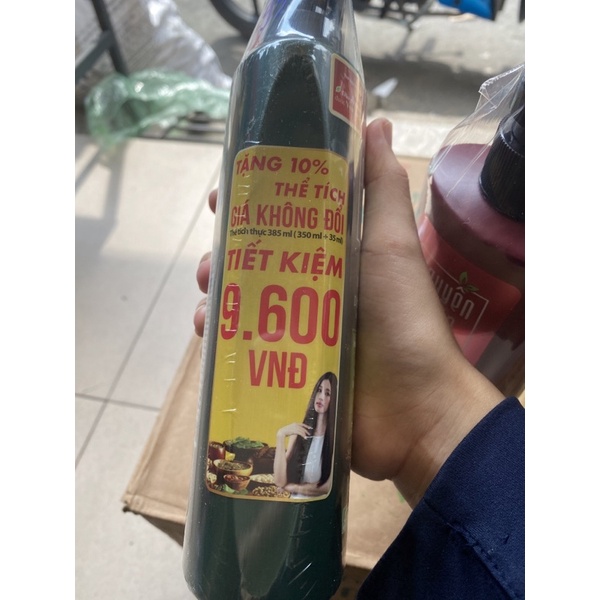 TẶNG 10%
THỂ TÍCH
GIÁ KHÔNG ĐỔI
Thể tích thực 385 ml ( 350 ml + 35 ml)
TIẾT KIỆM
9.600
VNĐ